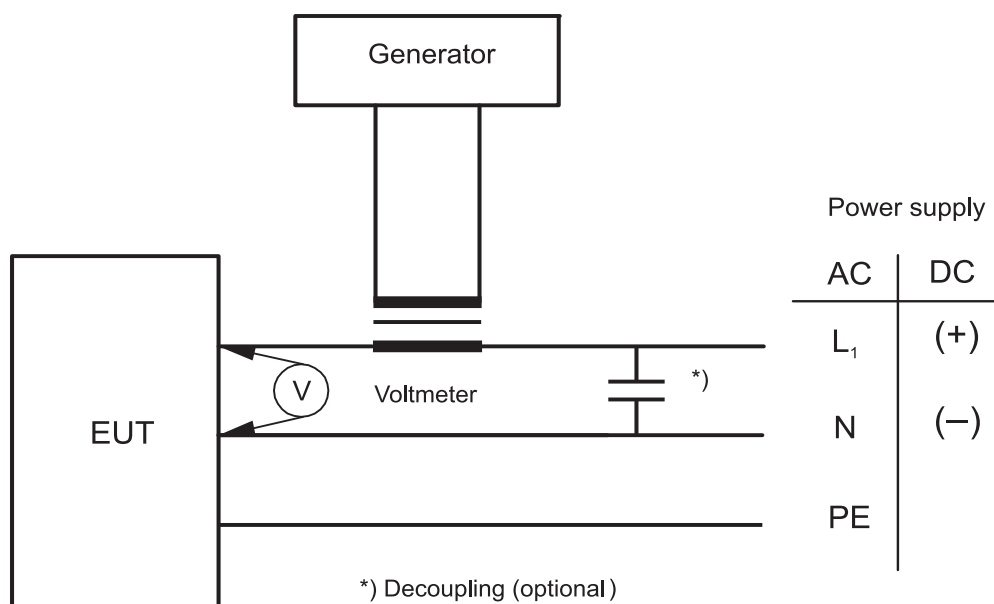 Generator
Power supply
AC DC
L₁ (+)
*)
V Voltmeter
N (–)
EUT
PE
*) Decoupling (optional)